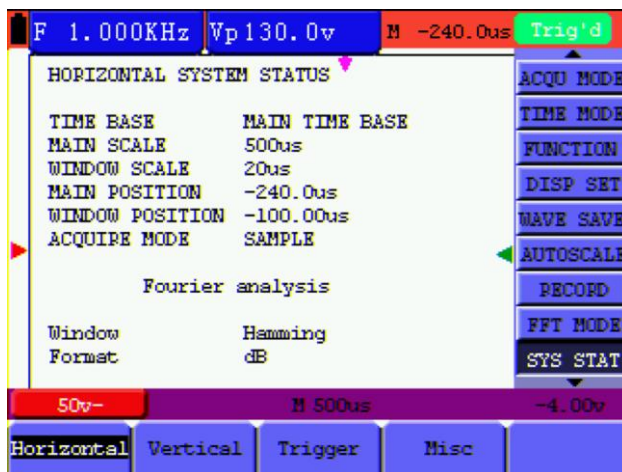 F 1.000KHz Vp130.0v M -240.0us Trig'd
HORIZONTAL SYSTEM STATUS
TIME BASE MAIN TIME BASE
MAIN SCALE 500us
WINDOW SCALE 20us
MAIN POSITION -240.0us
WINDOW POSITION -100.00us
ACQUIRE MODE SAMPLE
Fourier analysis
Window Hamming
Format dB
ACQU MODE
TIME MODE
FUNCTION
DISP SET
WAVE SAVE
AUTOSCALE
RECORD
FFT MODE
SYS STAT
50v- M 500us -4.00v
Horizontal Vertical Trigger Misc